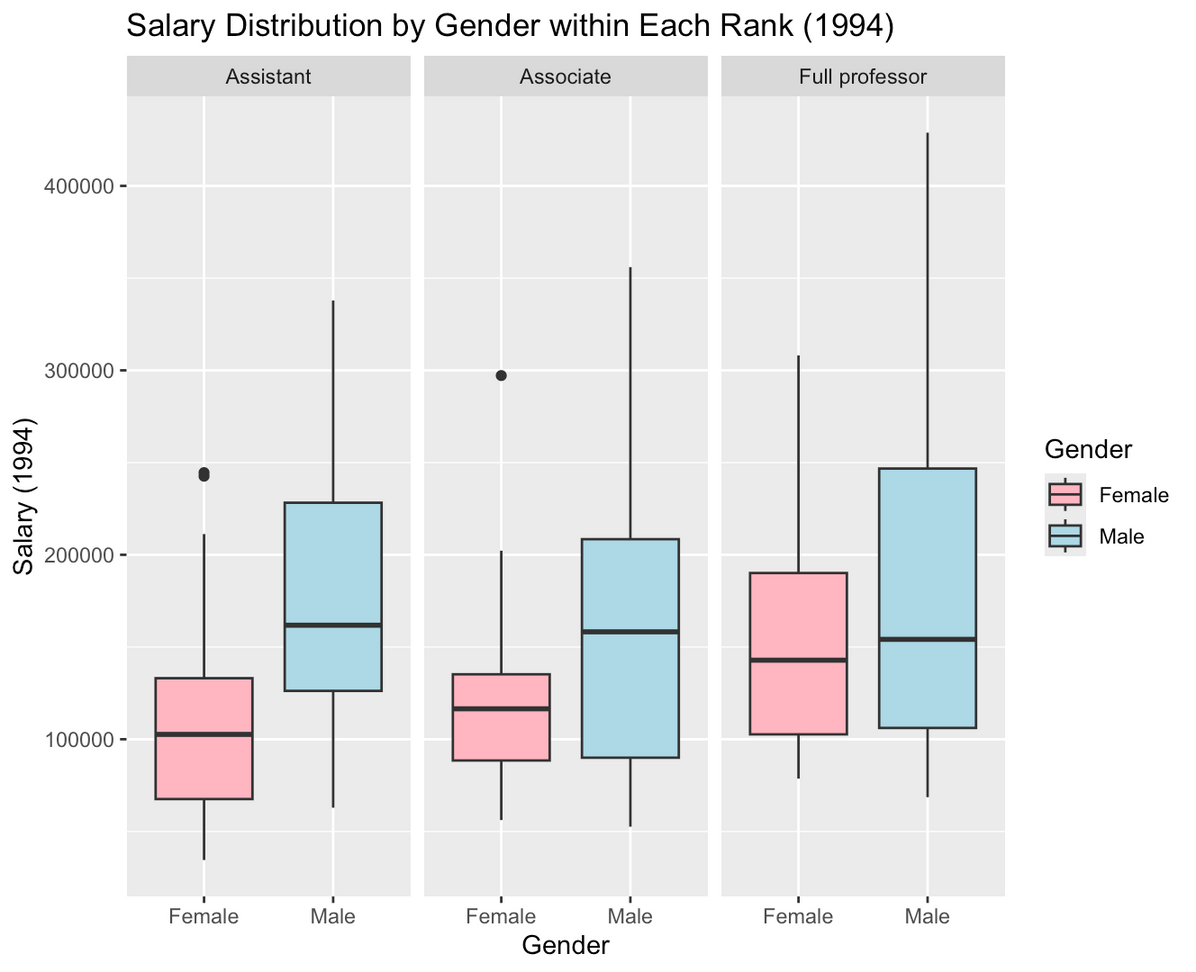 Salary Distribution by Gender within Each Rank (1994)
Assistant
Associate
Full professor
400000
300000
200000
100000
Salary (1994)
Female
Male
Female
Male
Female
Male
Gender
Gender
Female
Male